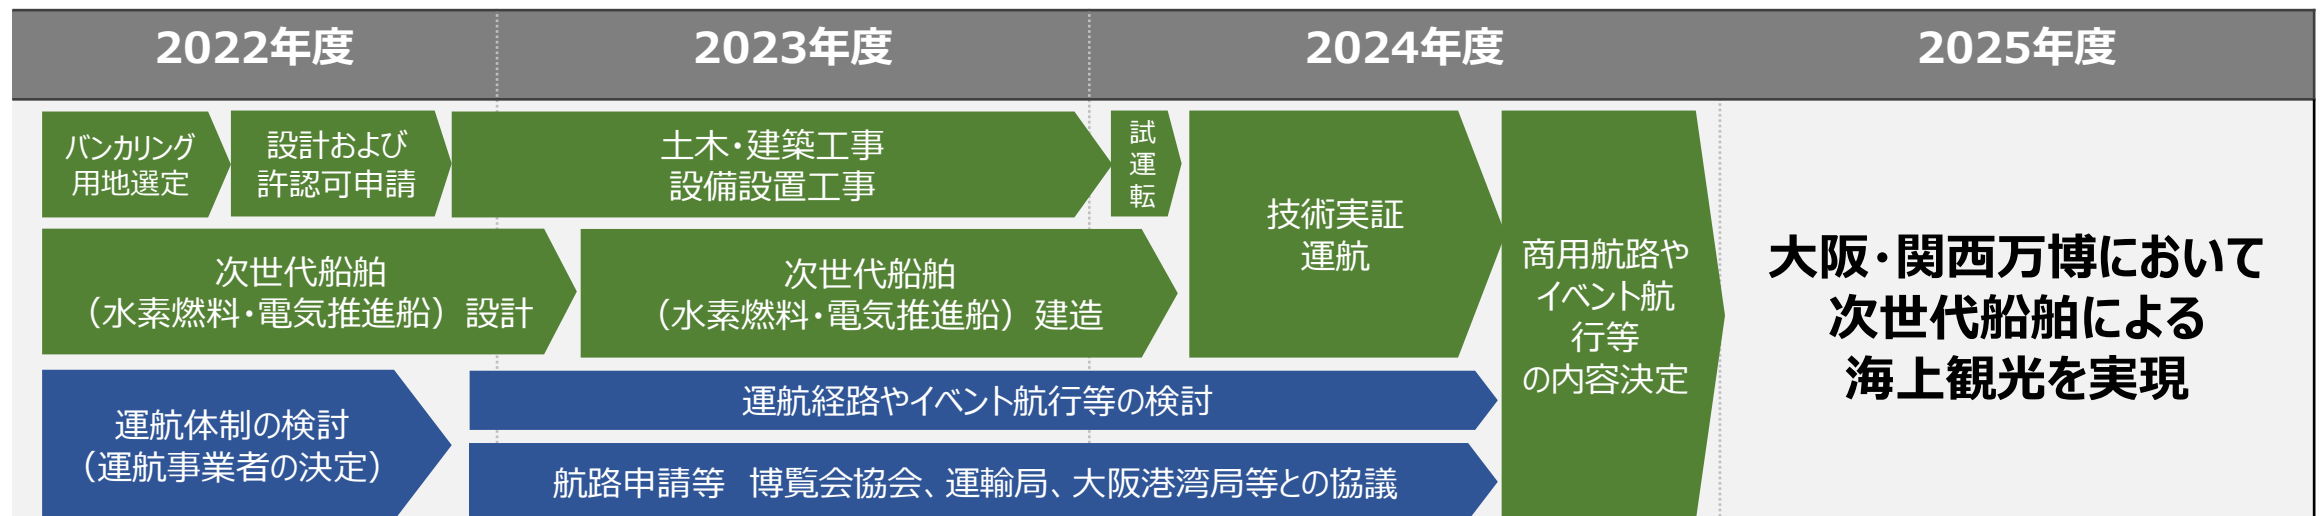 2022年度
2023年度
2024年度
2025年度
バンカリング
用地選定
設計および
許認可申請
土木・建築工事
設備設置工事
試
運
転
技術実証
運航
商用航路や
イベント航
行等
の内容決定
次世代船舶
（水素燃料・電気推進船）設計
次世代船舶
（水素燃料・電気推進船）建造
運航体制の検討
（運航事業者の決定）
運航経路やイベント航行等の検討
航路申請等　博覧会協会、運輸局、大阪港湾局等との協議
大阪・関西万博において
次世代船舶による
海上観光を実現